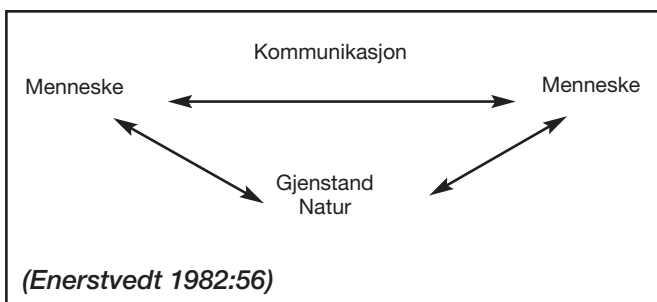 Kommunikasjon
Menneske
Menneske
Gjenstand
Natur
(Enerstvedt 1982:56)